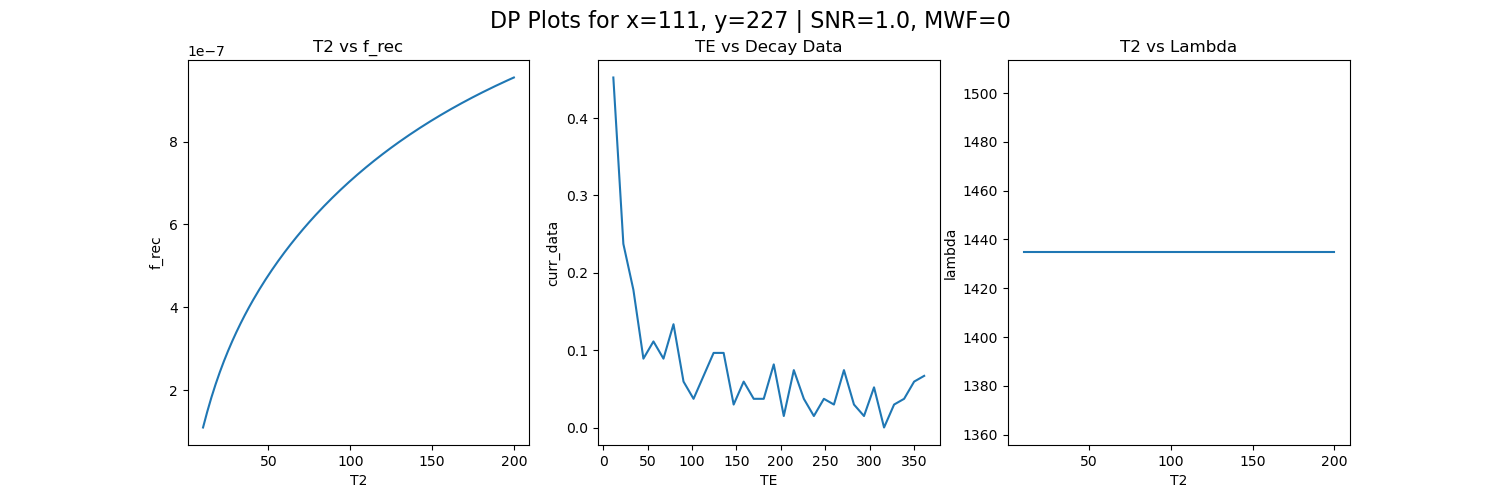 DP Plots for x=111, y=227 | SNR=1.0, MWF=0
T2 vs f_rec
1e−7
8
6
4
2
f_rec
50 100 150 200
T2
TE vs Decay Data
0.4
0.3
0.2
0.1
0.0
curr_data
0 50 100 150 200 250 300 350
TE
T2 vs Lambda
1500
1480
1460
1440
1420
1400
1380
1360
lambda
50 100 150 200
T2